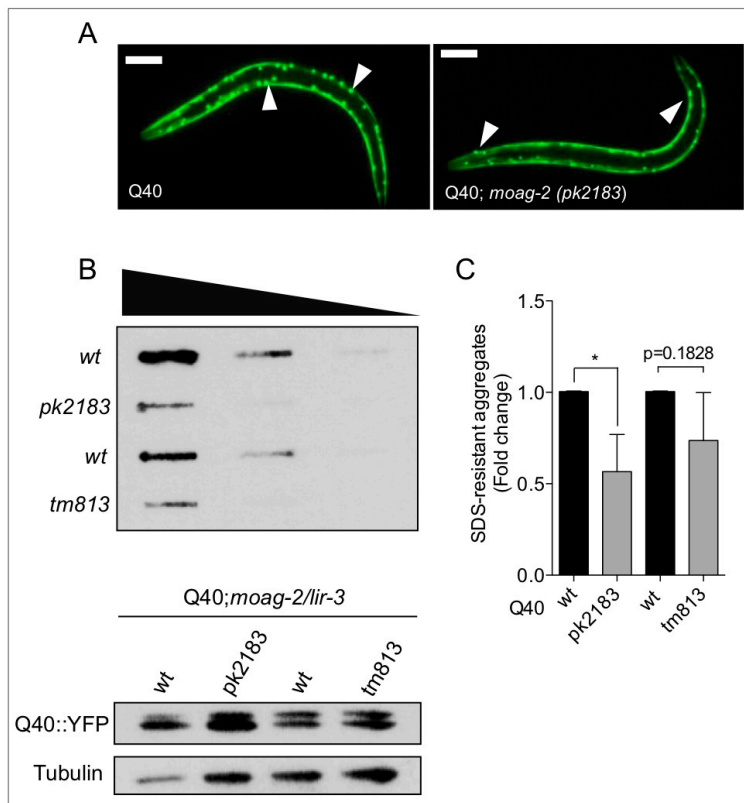 A
Q40
Q40; moag-2 (pk2183)
B
wt
pk2183
wt
tm813
Q40;moag-2/lir-3
wt
pk2183
wt
tm813
Q40::YFP
Tubulin
C
SDS-resistant aggregates
(Fold change)
1.5
1.0
0.5
0.0
*
p=0.1828
Q40
wt
pk2183
wt
tm813